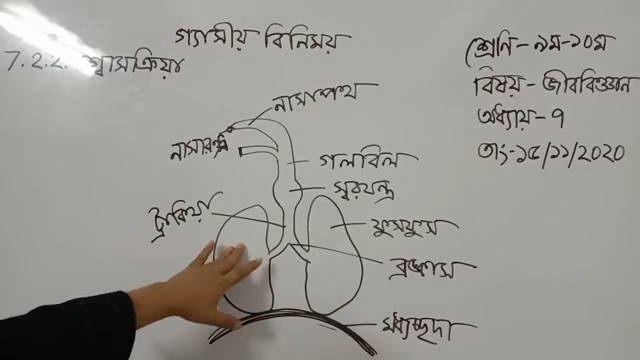 গ্যাসীয় বিনিময়
7.2.2. শ্বাসক্রিয়া
শ্রেণি-৯ম-১০ম
বিষয়-জীববিজ্ঞান
অধ্যায়-৭
তাং-১৫/১১/2020
নাসাপথ
নাসারন্ধ্র
গলবিল
স্বরযন্ত্র
ট্রাকিয়া
ফুসফুস
ব্রঙ্কাস
মধ্যচ্ছদা